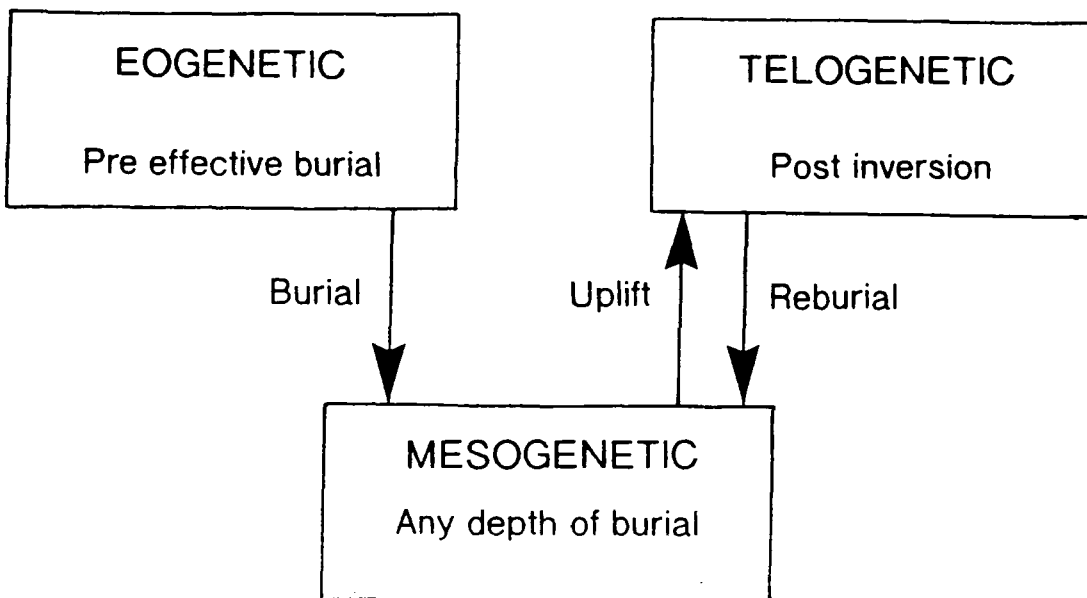 EOGENETIC
Pre effective burial
TELOGENETIC
Post inversion
Burial
Uplift
Reburial
MESOGENETIC
Any depth of burial